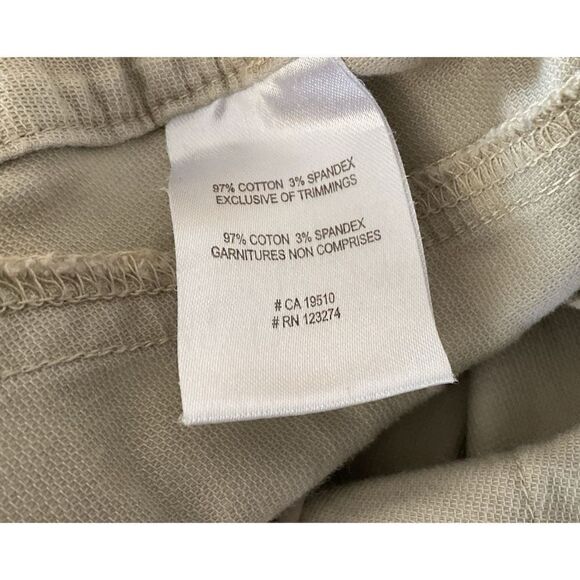 97% COTTON 3% SPANDEX
EXCLUSIVE OF TRIMMINGS
97% COTON 3% SPANDEX
GARNITURES NON COMPRISES
# CA 19510
# RN 123274